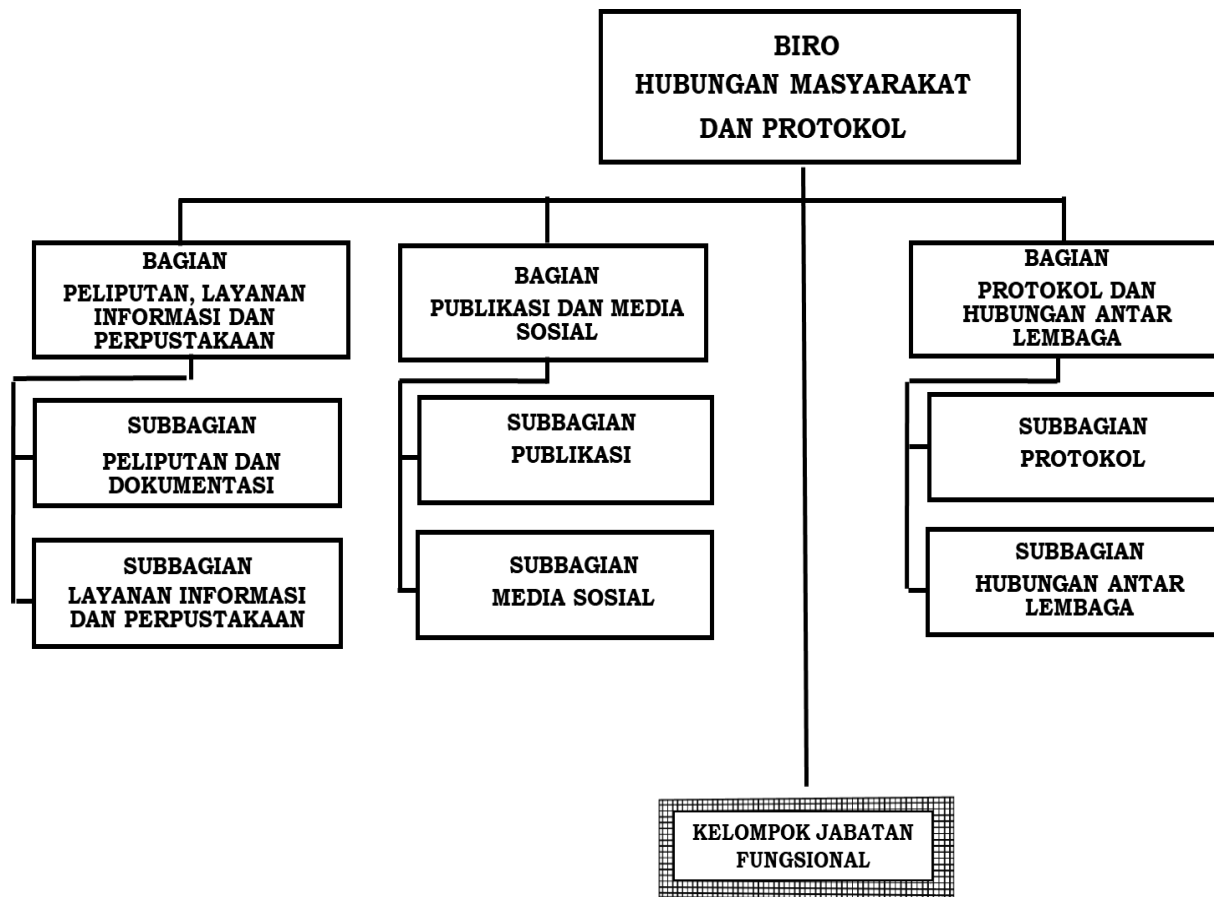 BIRO
HUBUNGAN MASYARAKAT
DAN PROTOKOL
BAGIAN
PELIPUTAN, LAYANAN
INFORMASI DAN
PERPUSTAKAAN
BAGIAN
PUBLIKASI DAN MEDIA
SOSIAL
BAGIAN
PROTOKOL DAN
HUBUNGAN ANTAR
LEMBAGA
SUBBAGIAN
PELIPUTAN DAN
DOKUMENTASI
SUBBAGIAN
PUBLIKASI
SUBBAGIAN
PROTOKOL
SUBBAGIAN
LAYANAN INFORMASI
DAN PERPUSTAKAAN
SUBBAGIAN
MEDIA SOSIAL
SUBBAGIAN
HUBUNGAN ANTAR
LEMBAGA
KELOMPOK JABATAN
FUNGSIONAL